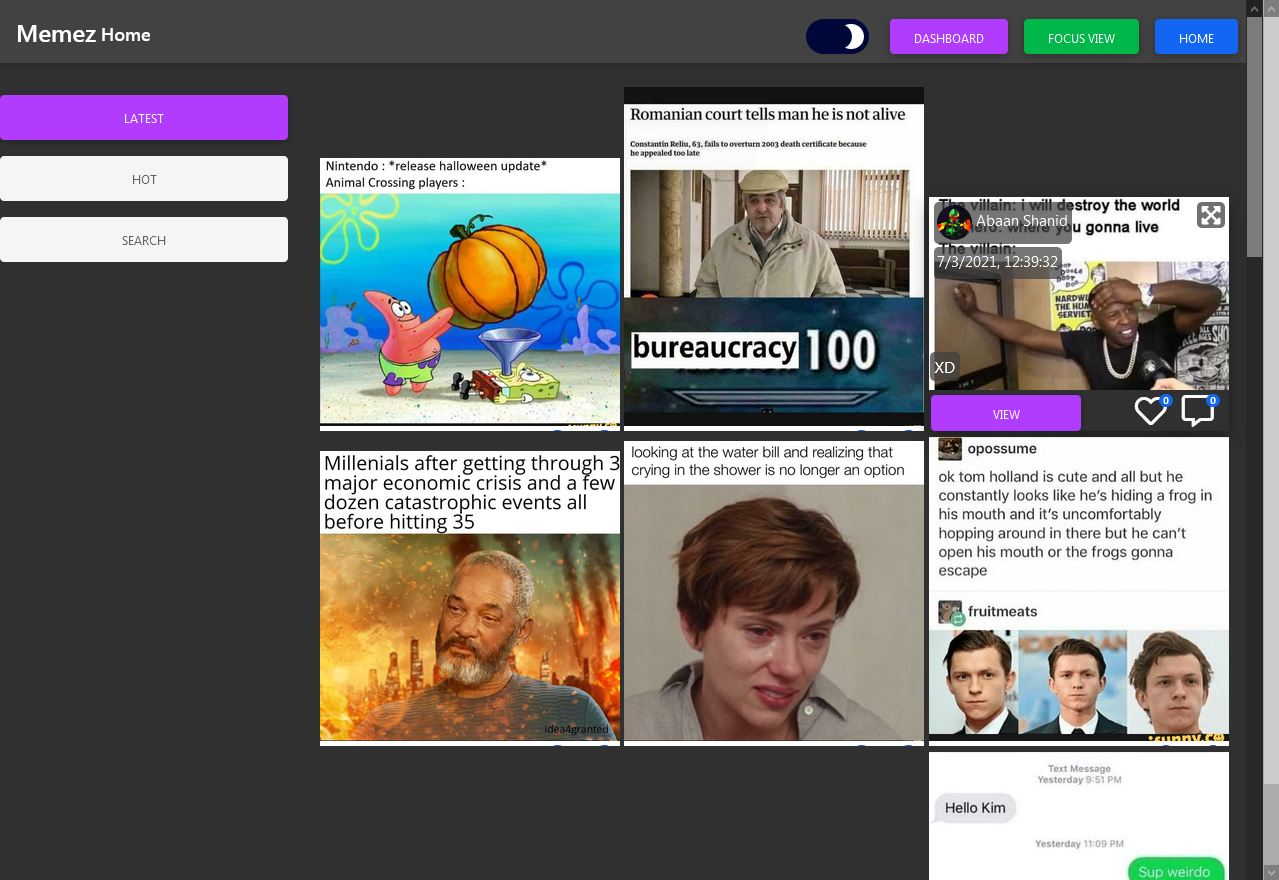 Memez Home
DASHBOARD
FOCUS VIEW
HOME
LATEST
HOT
SEARCH
Nintendo : *release halloween update*
Animal Crossing players :
Romanian court tells man he is not alive
Constantin Reliu, 63, fails to overturn 2003 death certificate because
he appealed too late
bureaucracy 100
The villain: i will destroy the world
where you gonna live
The villain:
Abaan Shanid
7/3/2021, 12:39:32
XD
VIEW
0
0
Millenials after getting through 3
major economic crisis and a few
dozen catastrophic events all
before hitting 35
idea4granted
looking at the water bill and realizing that
crying in the shower is no longer an option
opossume
ok tom holland is cute and all but he
constantly looks like he's hiding a frog in
his mouth and it's uncomfortably
hopping around in there but he can't
open his mouth or the frogs gonna
escape
fruitmeats
Text Message
Yesterday 9:51 PM
Hello Kim
Yesterday 11:09 PM
Sup weirdo